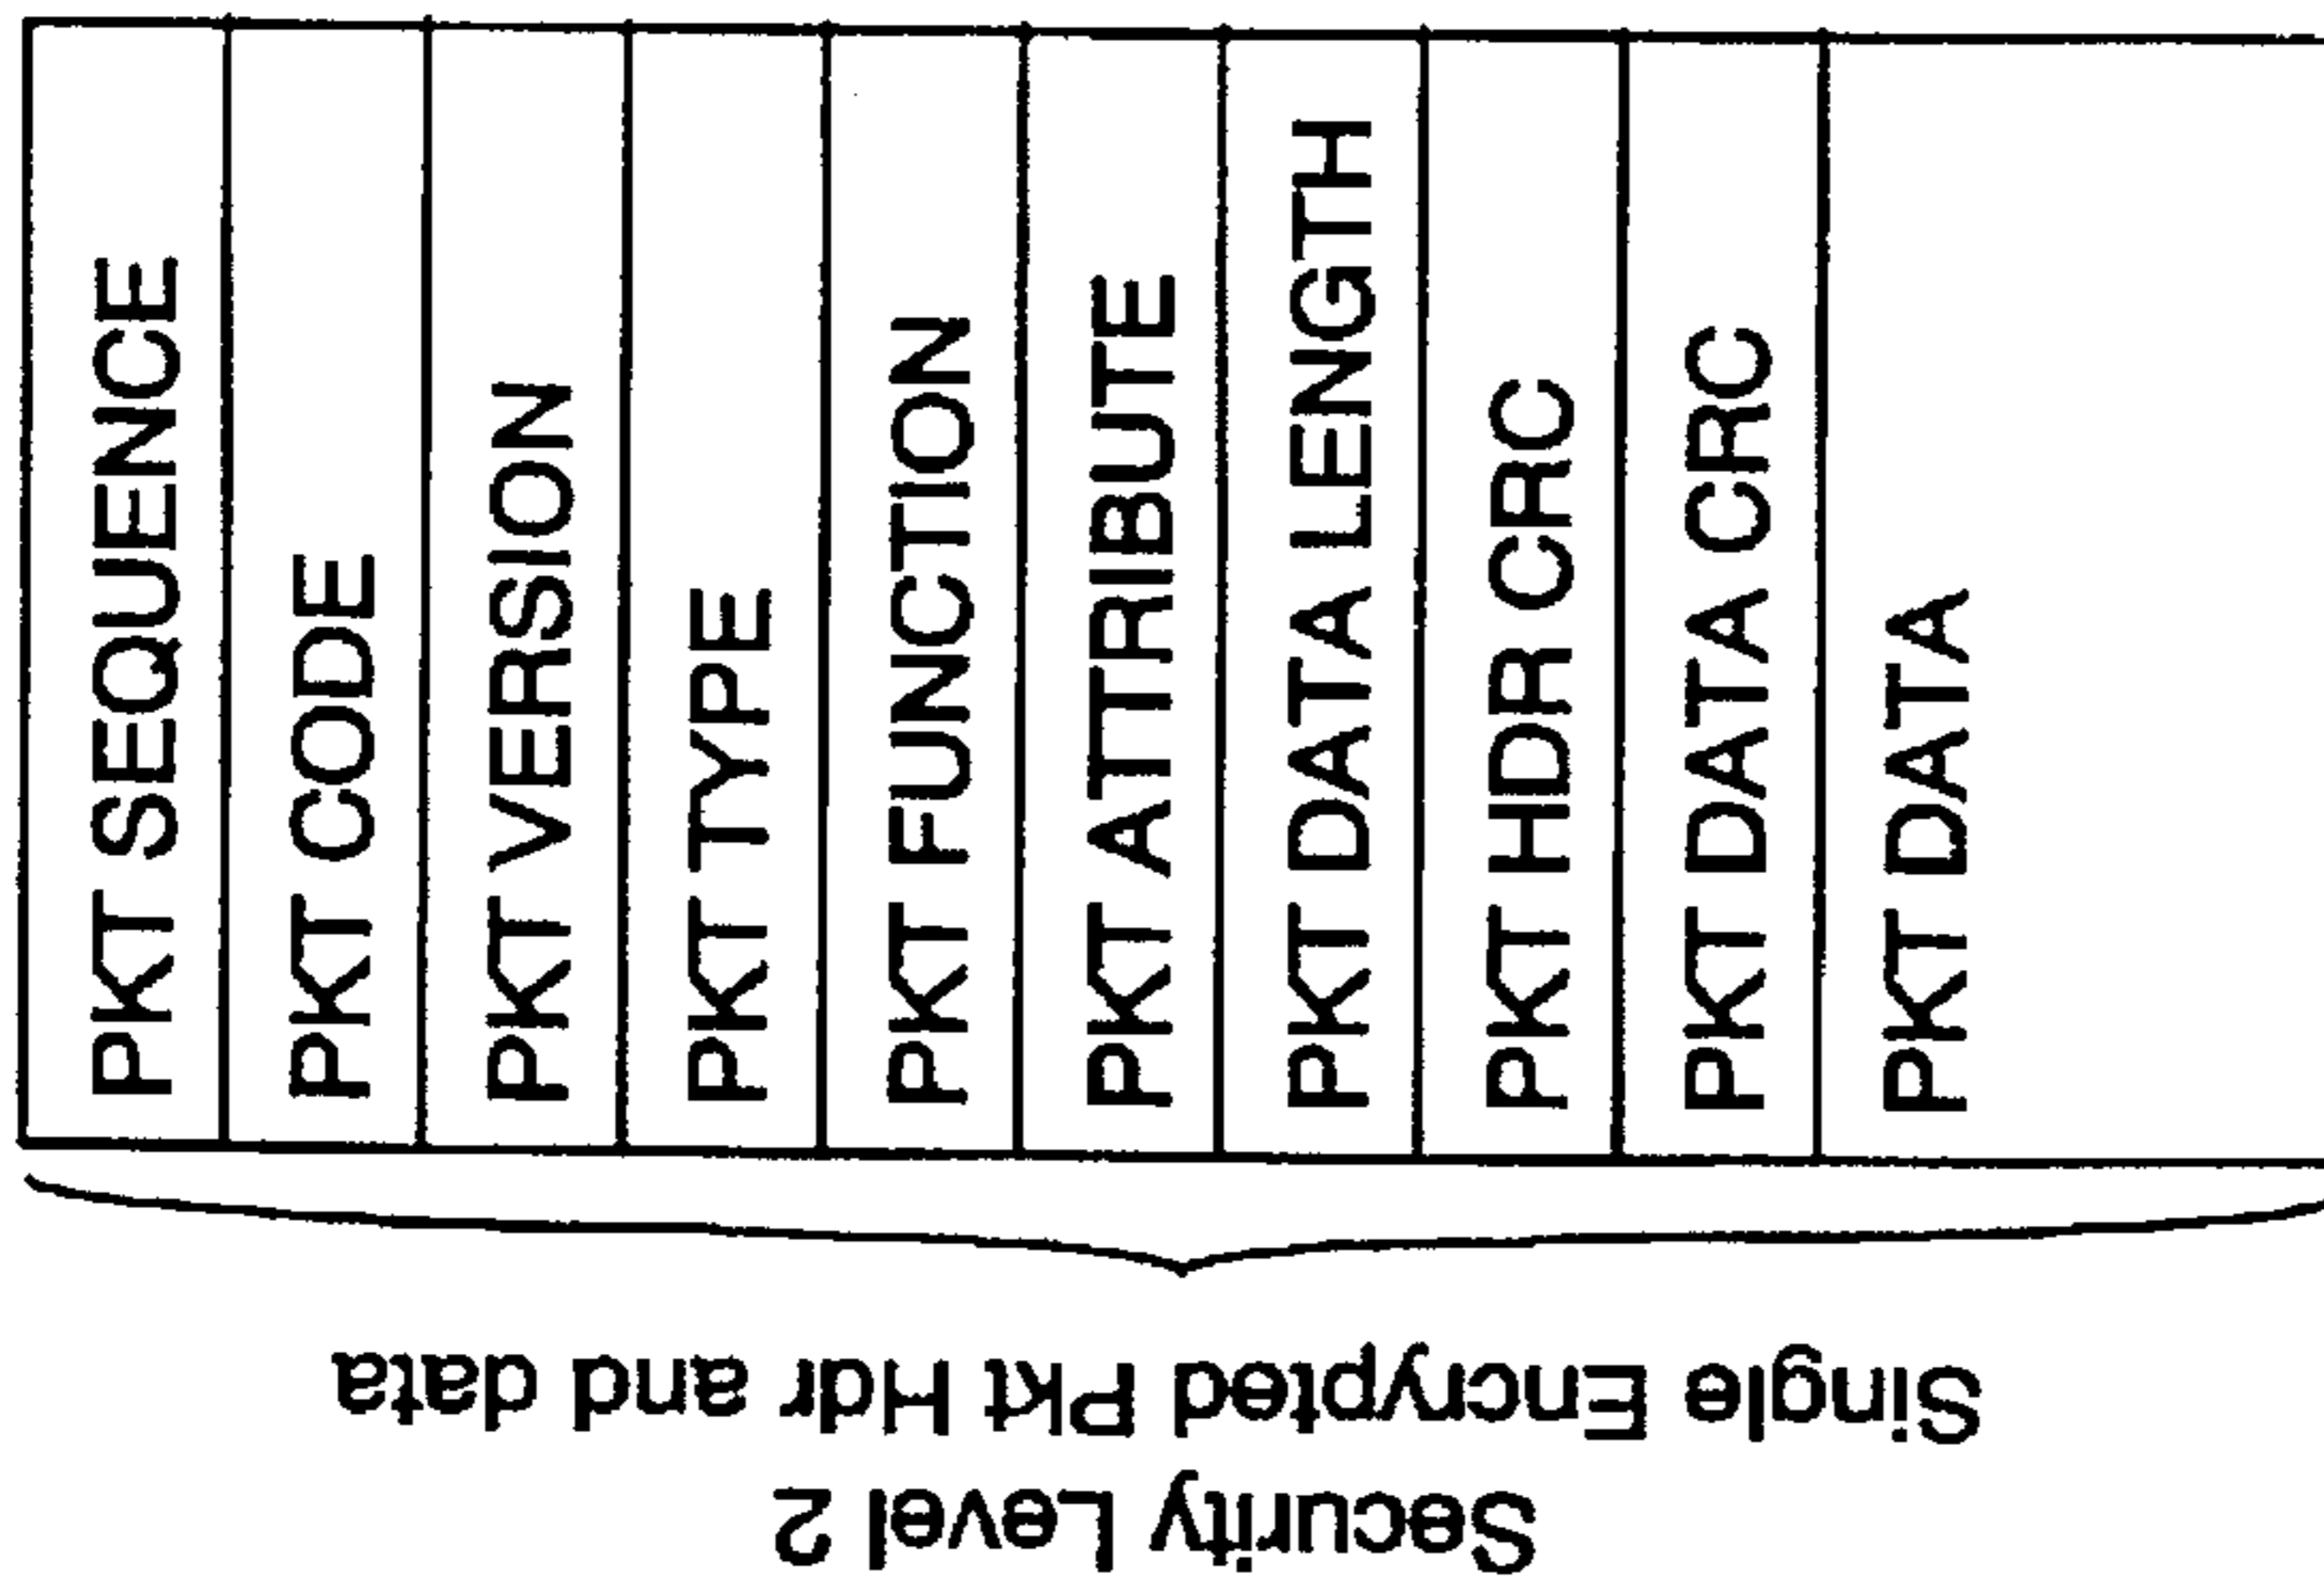 PKT SEQUENCE
PKT CODE
PKT VERSION
PKT TYPE
PKT FUNCTION
PKT ATTRIBUTE
PKT DATA LENGTH
PKT HDR CRC
PKT DATA CRC
PKT DATA
Security Level 2
Single Encrypted Pkt Hdr and data